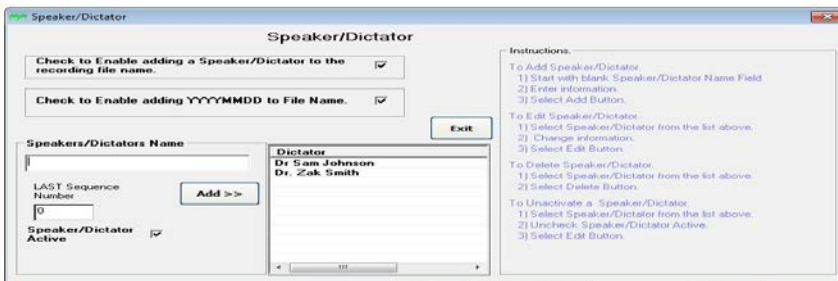 Speaker/Dictator
Speaker/Dictator
Check to Enable adding a Speaker/Dictator to the
recording file name.
Check to Enable adding YYYYMMDD to File Name.
Exit
Speakers/Dictators Name
LAST Sequence
Number
0
Add >>
Speaker/Dictator
Active
Dictator
Dr Sam Johnson
Dr. Zak Smith
Instructions.
To Add Speaker/Dictator.
1) Start with blank Speaker/Dictator Name Field
2) Enter information.
3) Select Add Button.
To Edit Speaker/Dictator.
1) Select Speaker/Dictator from the list above.
2) Change information.
3) Select Edit Button.
To Delete Speaker/Dictator.
1) Select Speaker/Dictator from the list above.
2) Select Delete Button.
To Unactivate a Speaker/Dictator.
1) Select Speaker/Dictator from the list above.
2) Uncheck Speaker/Dictator Active.
3) Select Edit Button.